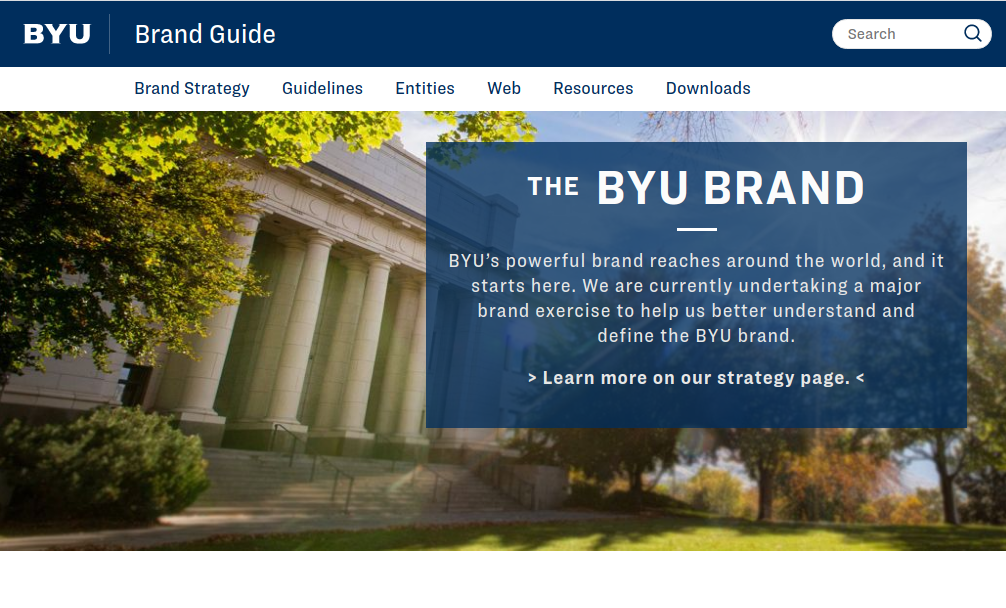 BYU
Brand Guide
Search
Brand Strategy Guidelines Entities Web Resources Downloads
THE BYU BRAND
BYU’s powerful brand reaches around the world, and it
starts here. We are currently undertaking a major
brand exercise to help us better understand and
define the BYU brand.
> Learn more on our strategy page. <